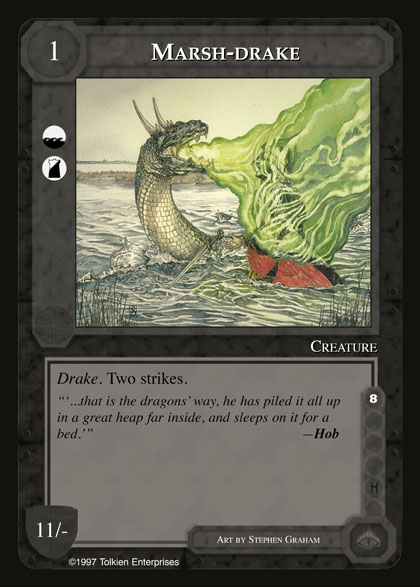 1
MARSH-DRAKE
CREATURE
Drake. Two strikes.
“‘...that is the dragons’ way, he has piled it all up
in a great heap far inside, and sleeps on it for a
bed.’” —Hob
8
11/-
ART BY STEPHEN GRAHAM
©1997 Tolkien Enterprises